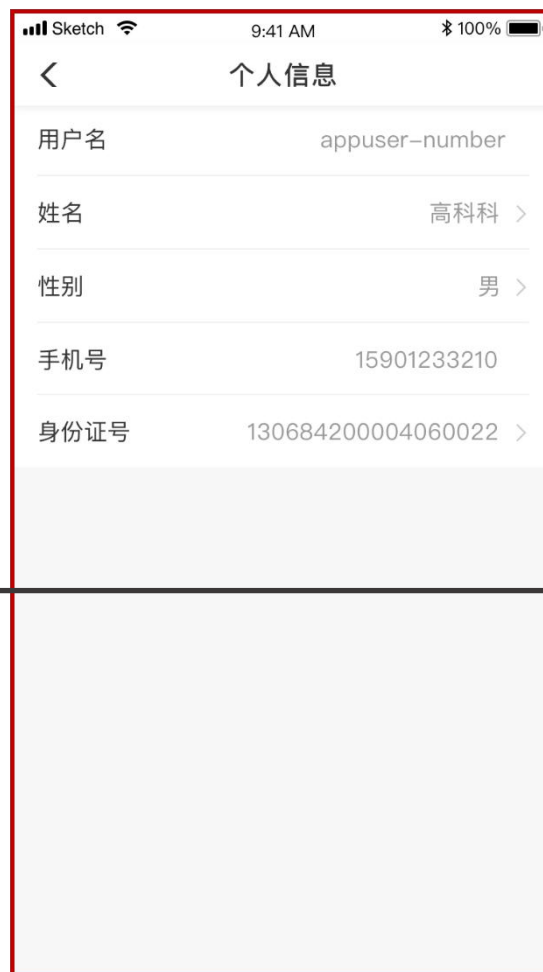 Sketch 9:41 AM 100%
个人信息
用户名 appuser-number
姓名 高科科
性别 男
手机号 15901233210
身份证号 130684200004060022